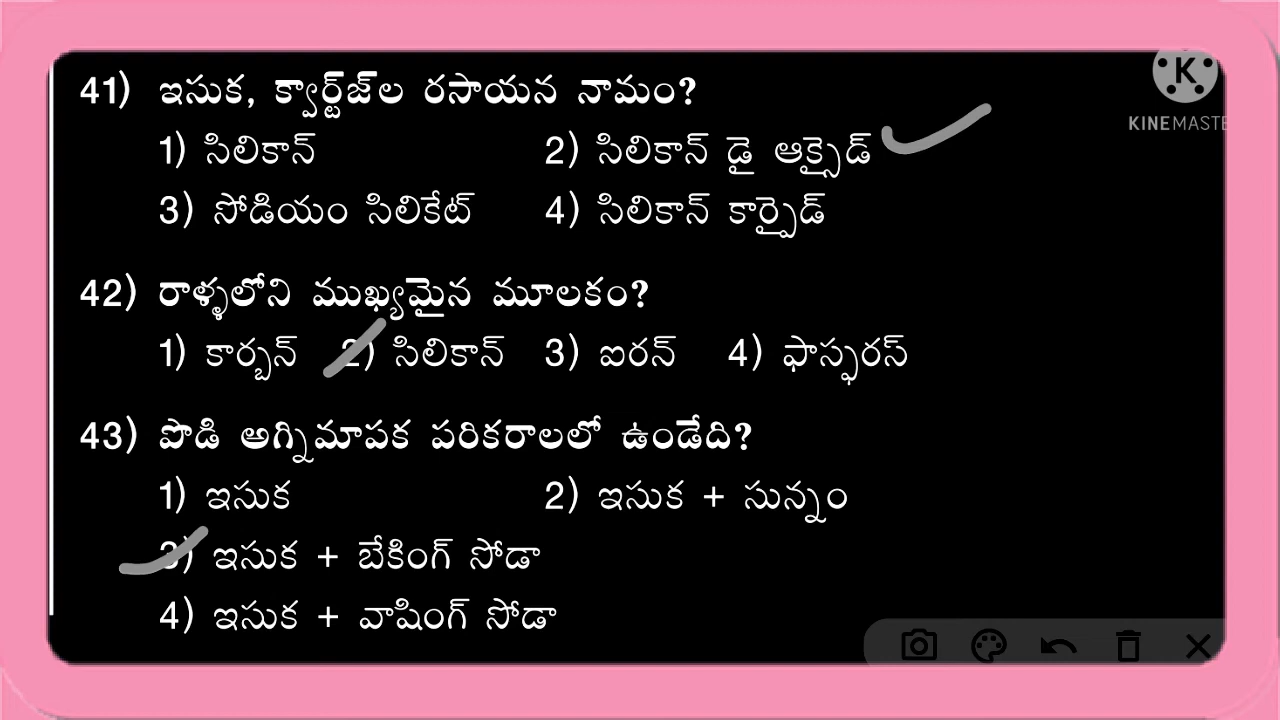 41) ఇసుక, క్వార్ట్జ్‌ల రసాయన నామం?
1) సిలికాన్ 2) సిలికాన్ డై ఆక్సైడ్
3) సోడియం సిలికేట్ 4) సిలికాన్ కార్బైడ్
42) రాళ్ళలోని ముఖ్యమైన మూలకం?
1) కార్బన్ 2) సిలికాన్ 3) ఐరన్ 4) ఫాస్ఫరస్
43) పొడి అగ్నిమాపక పరికరాలలో ఉండేది?
1) ఇసుక 2) ఇసుక + సున్నం
3) ఇసుక + బేకింగ్ సోడా
4) ఇసుక + వాషింగ్ సోడా
K
KINEMASTE